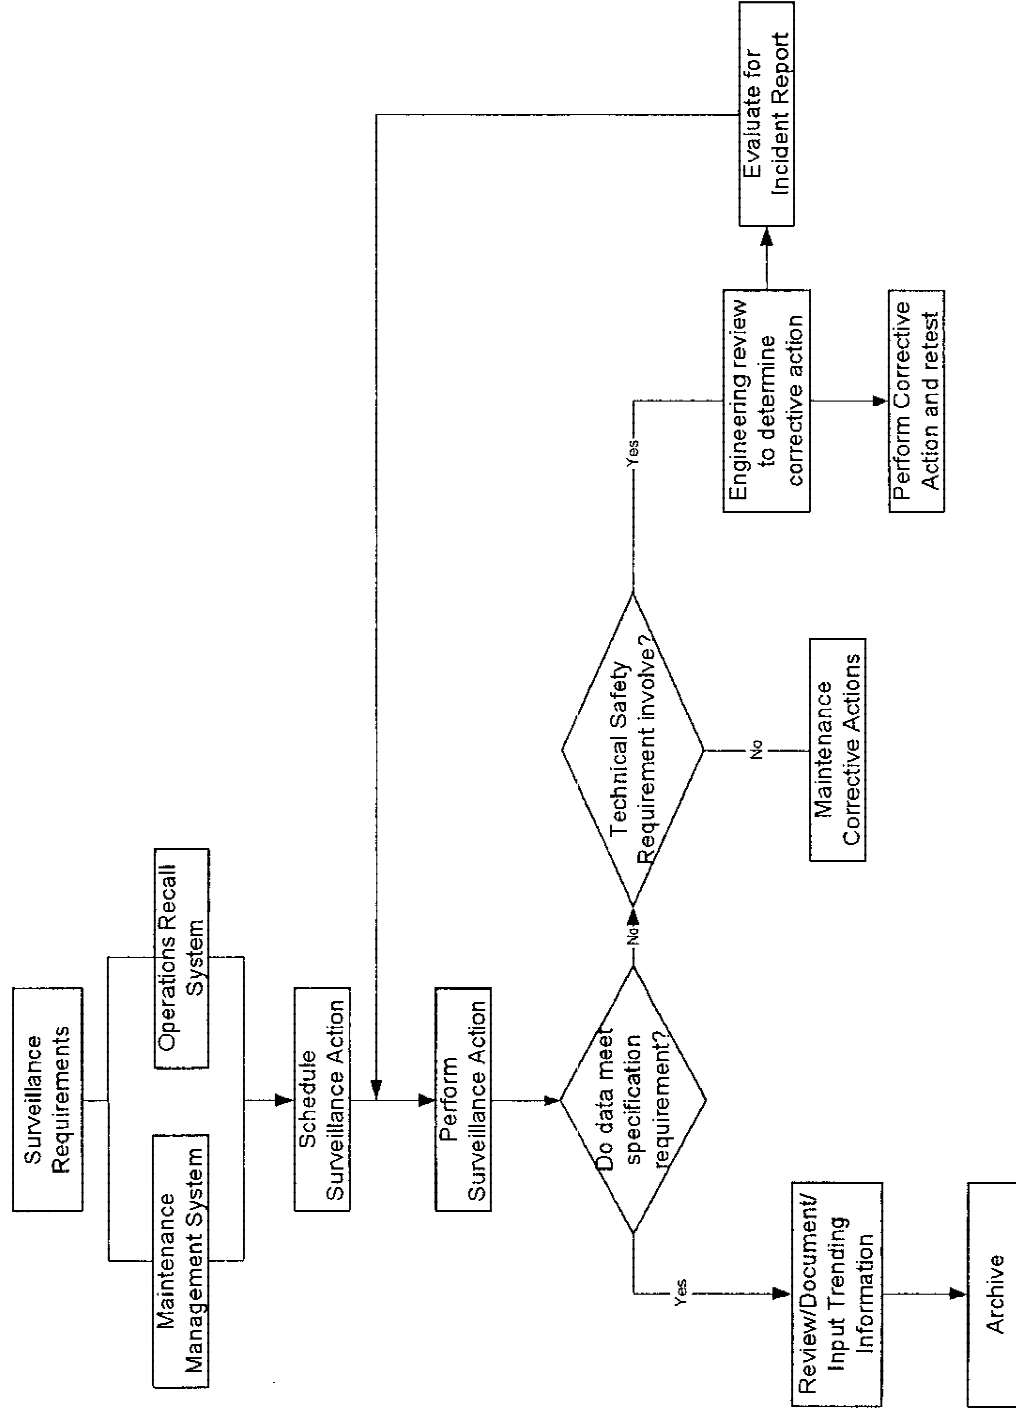 Surveillance
Requirements
Maintenance
Management System
Operations Recall
System
Schedule
Surveillance Action
Perform
Surveillance Action
Do data meet
specification
requirement?
Yes
No
Review/Document/
Input Trending
Information
Archive
Technical Safety
Requirement involve?
No
Yes
Maintenance
Corrective Actions
Engineering review
to determine
corrective action
Perform Corrective
Action and retest
Evaluate for
Incident Report